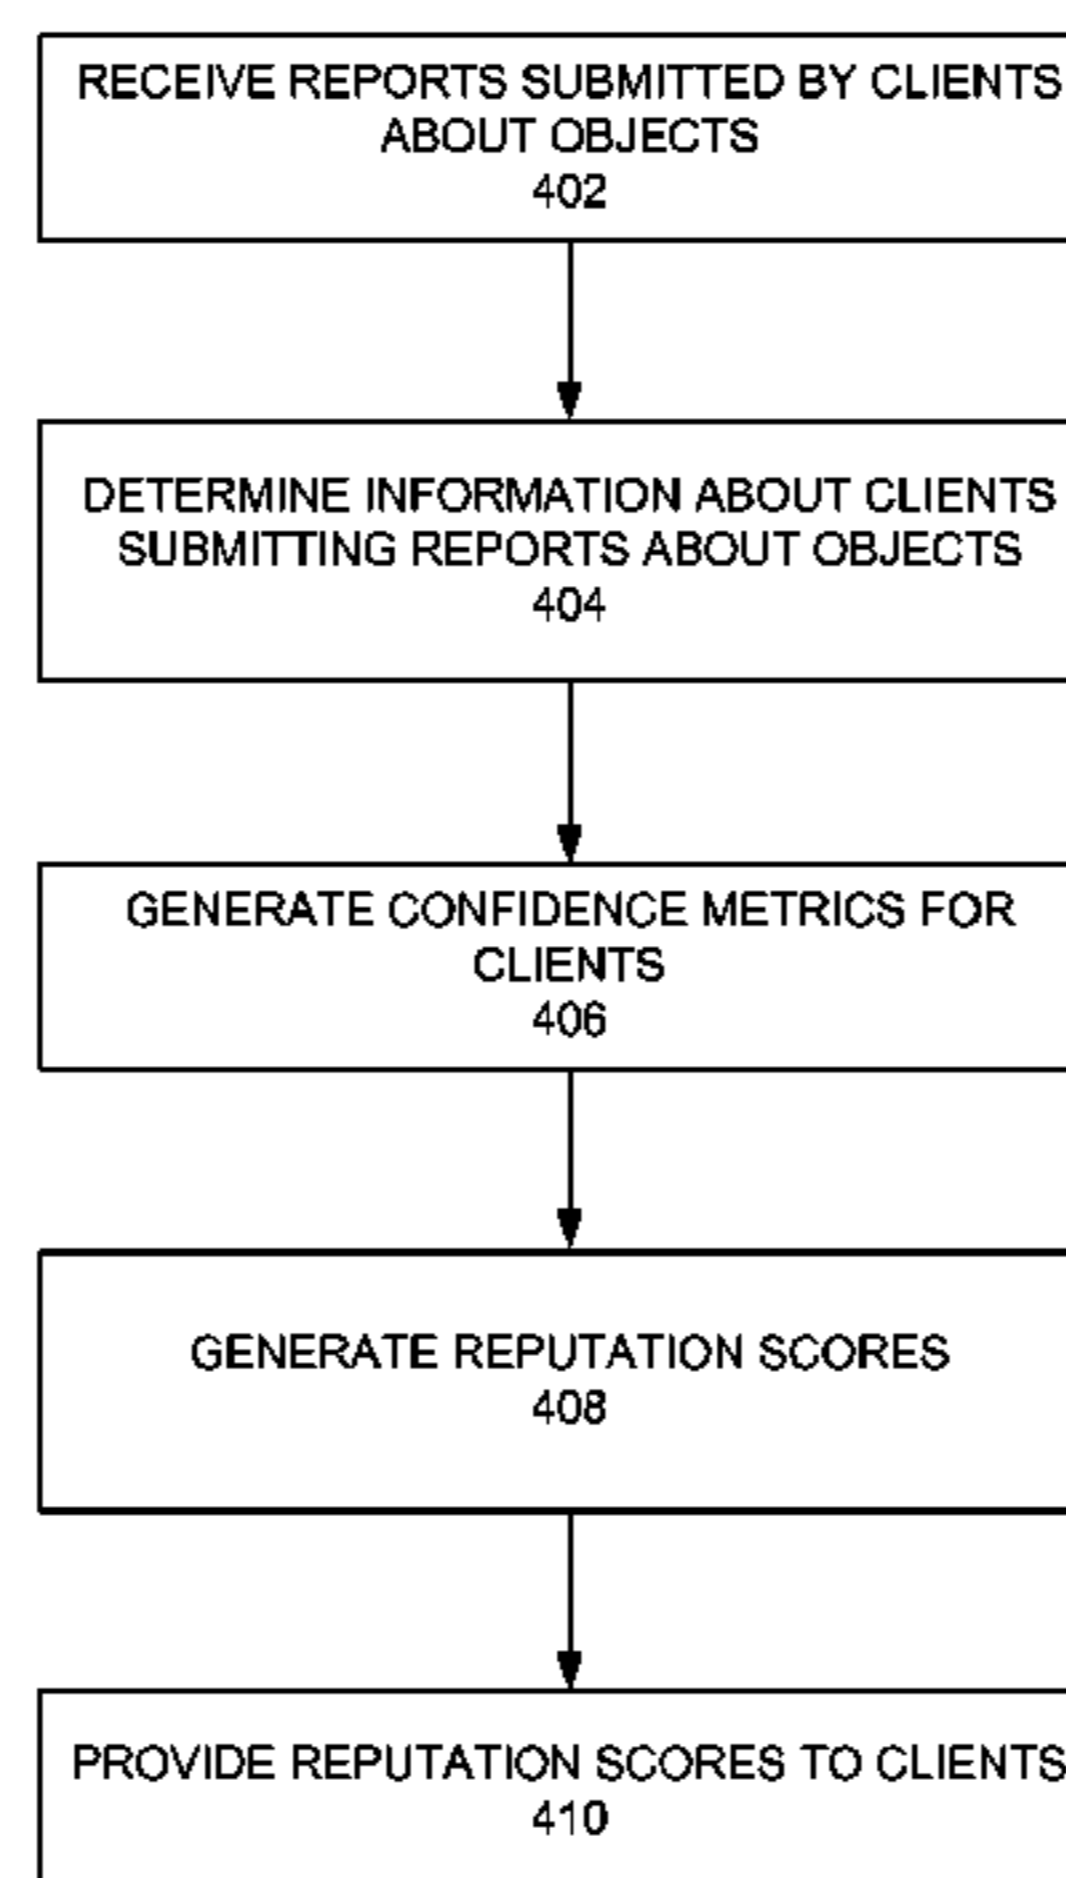 RECEIVE REPORTS SUBMITTED BY CLIENTS
ABOUT OBJECTS
402
DETERMINE INFORMATION ABOUT CLIENTS
SUBMITTING REPORTS ABOUT OBJECTS
404
GENERATE CONFIDENCE METRICS FOR
CLIENTS
406
GENERATE REPUTATION SCORES
408
PROVIDE REPUTATION SCORES TO CLIENTS
410